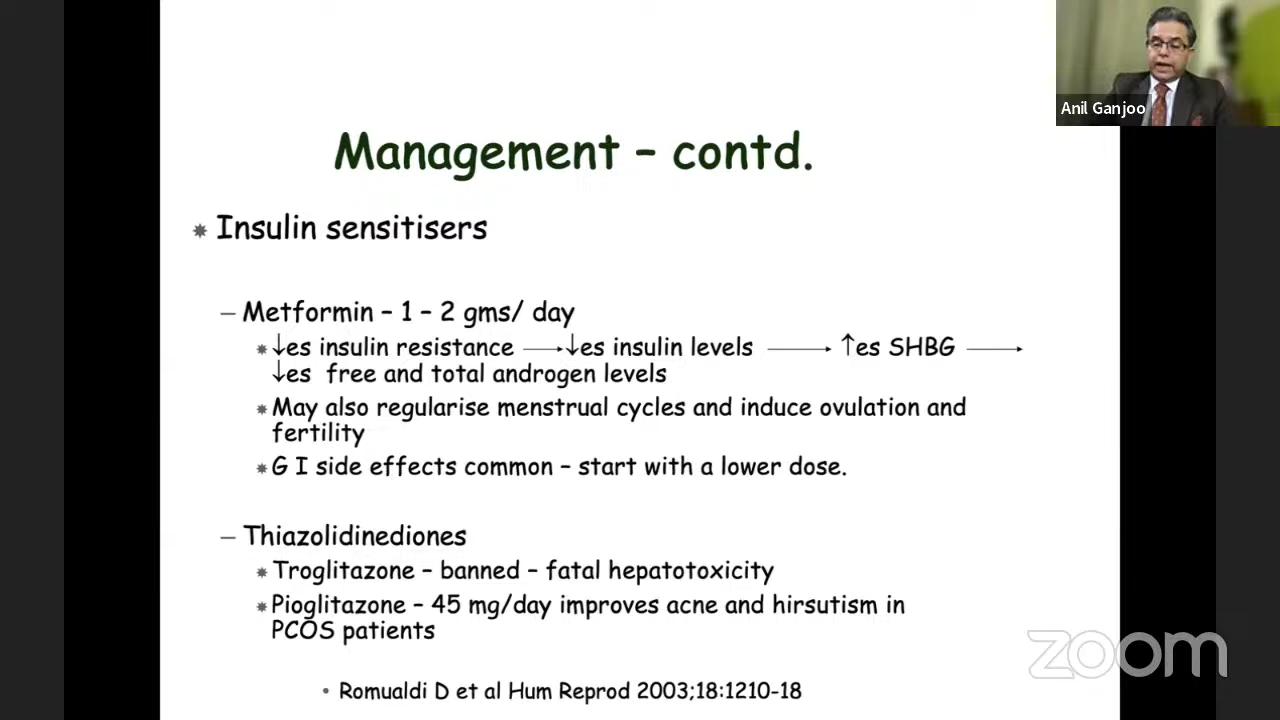 Anil Ganjoo
Management – contd.
Insulin sensitisers
– Metformin – 1 – 2 gms/ day
↓es insulin resistance → ↓es insulin levels → ↑es SHBG →
↓es free and total androgen levels
May also regularise menstrual cycles and induce ovulation and
fertility
G I side effects common – start with a lower dose.
– Thiazolidinediones
Troglitazone – banned – fatal hepatotoxicity
Pioglitazone – 45 mg/day improves acne and hirsutism in
PCOS patients
• Romualdi D et al Hum Reprod 2003;18:1210-18
zoom